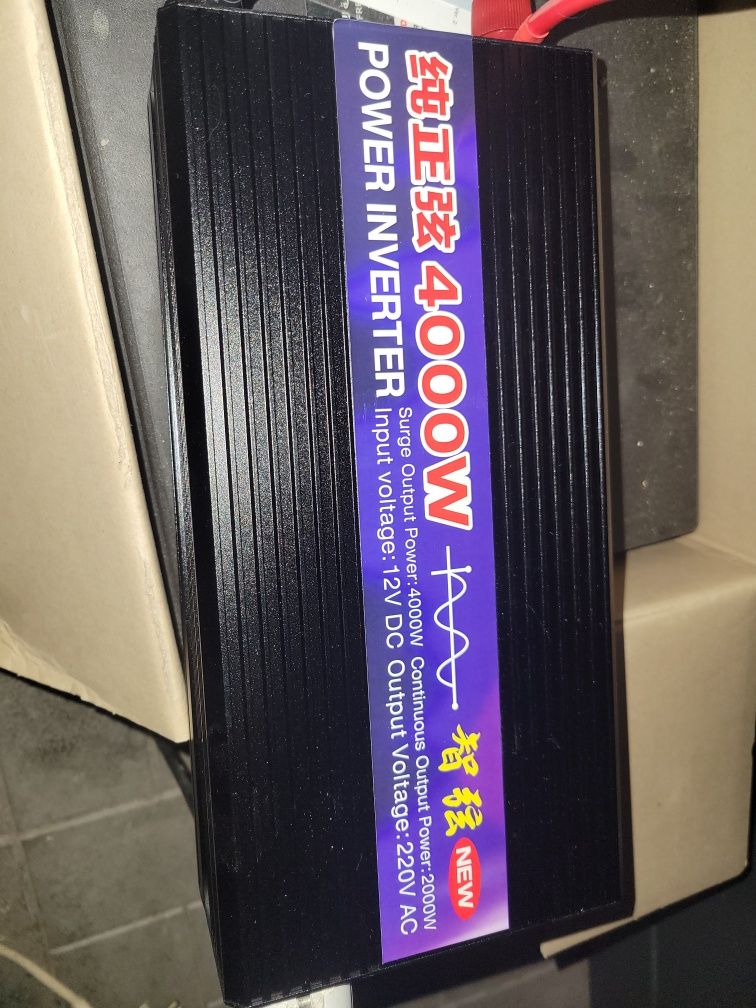 纯正弦 4000W 智弦 NEW
POWER INVERTER
Surge Output Power:4000W Continuous Output Power:2000W
Input voltage:12V DC Output Voltage:220V AC